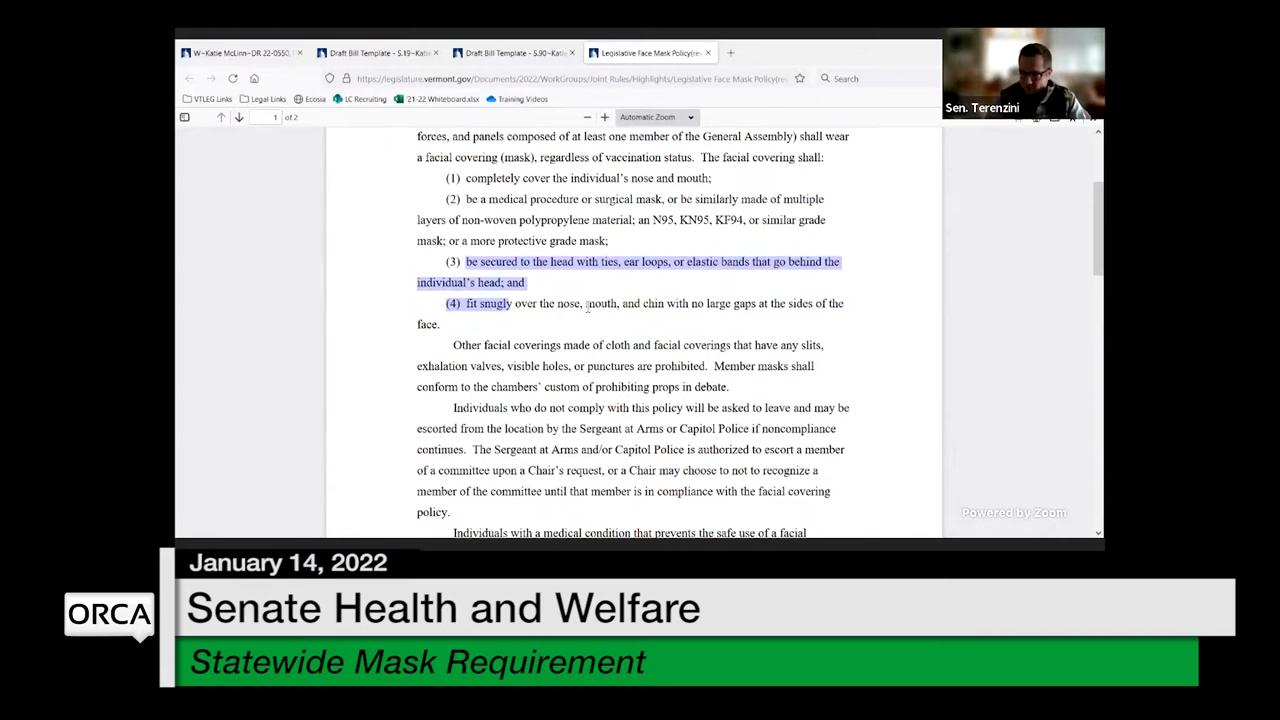 W~Katie McLinn~DR 22-0550,
Draft Bill Template - S.19~Katie
Draft Bill Template - S.90~Katie
Legislative Face Mask Policy(rev
https://legislature.vermont.gov/Documents/2022/WorkGroups/Joint Rules/Highlights/Legislative Face Mask Policy(re
Search
VTLEG Links
Legal Links
Ecosia
LC Recruiting
'21-22 Whiteboard.xlsx
Training Videos
1 of 2
Automatic Zoom
Sen. Terenzini
forces, and panels composed of at least one member of the General Assembly) shall wear
a facial covering (mask), regardless of vaccination status. The facial covering shall:
(1) completely cover the individual's nose and mouth;
(2) be a medical procedure or surgical mask, or be similarly made of multiple
layers of non-woven polypropylene material; an N95, KN95, KF94, or similar grade
mask; or a more protective grade mask;
(3) be secured to the head with ties, ear loops, or elastic bands that go behind the
individual's head; and
(4) fit snugly over the nose, mouth, and chin with no large gaps at the sides of the
face.
Other facial coverings made of cloth and facial coverings that have any slits,
exhalation valves, visible holes, or punctures are prohibited. Member masks shall
conform to the chambers' custom of prohibiting props in debate.
Individuals who do not comply with this policy will be asked to leave and may be
escorted from the location by the Sergeant at Arms or Capitol Police if noncompliance
continues. The Sergeant at Arms and/or Capitol Police is authorized to escort a member
of a committee upon a Chair's request, or a Chair may choose to not to recognize a
member of the committee until that member is in compliance with the facial covering
policy.
Individuals with a medical condition that prevents the safe use of a facial
Powered by Zoom
January 14, 2022
ORCA
Senate Health and Welfare
Statewide Mask Requirement